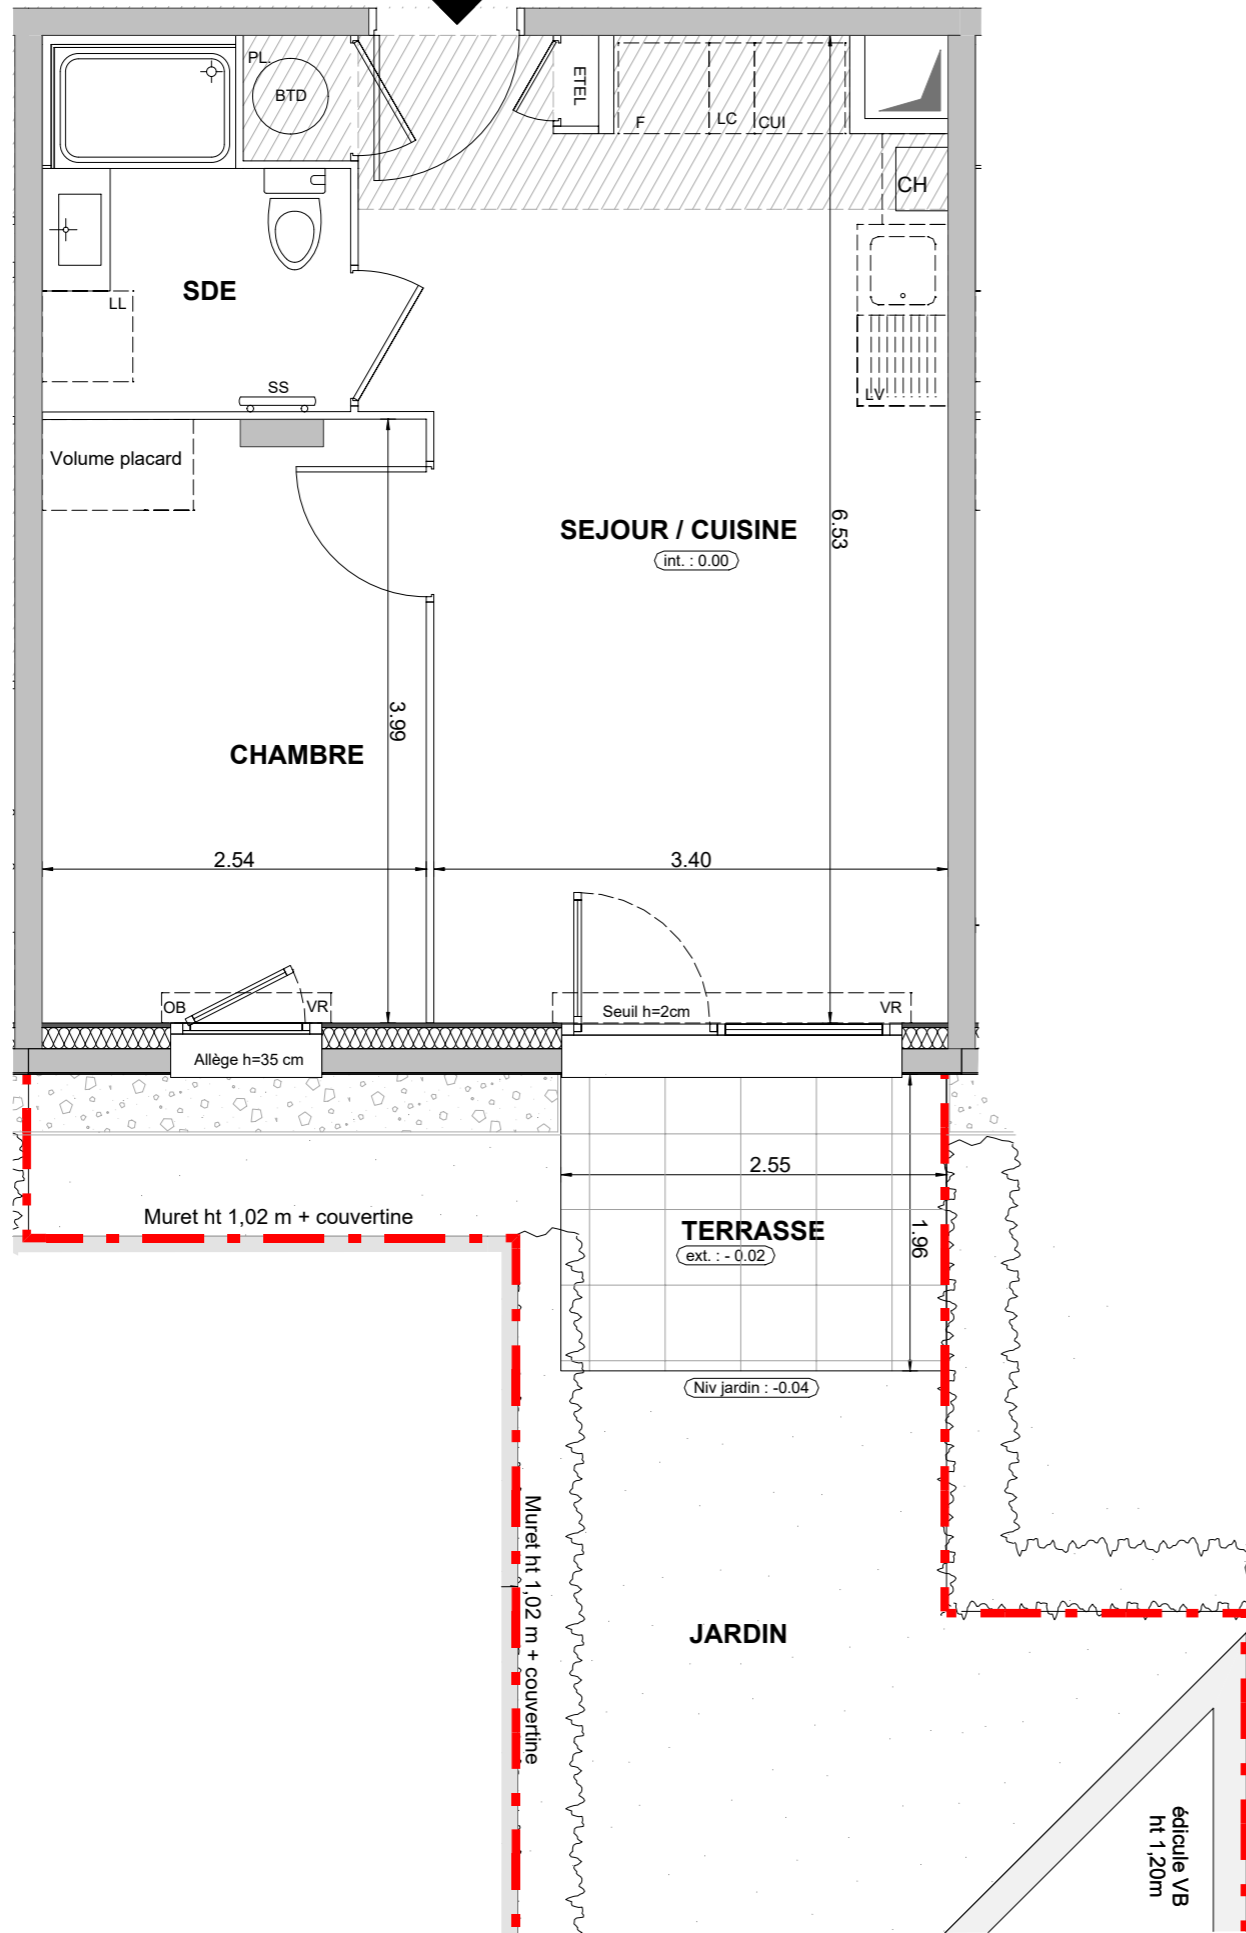 PL.
BTD
ETEL
F
LC
CUI
CH
SDE
LL
SS
LV
Volume placard
SEJOUR / CUISINE
int. : 0.00
6.53
3.99
CHAMBRE
2.54
3.40
OB
VR
Seuil h=2cm
VR
Allège h=35 cm
2.55
Muret ht 1,02 m + couvertine
TERRASSE
ext. : - 0.02
1.96
Niv jardin : -0.04
Muret ht 1,02 m + couvertine
JARDIN
édicule VB
ht 1,20m